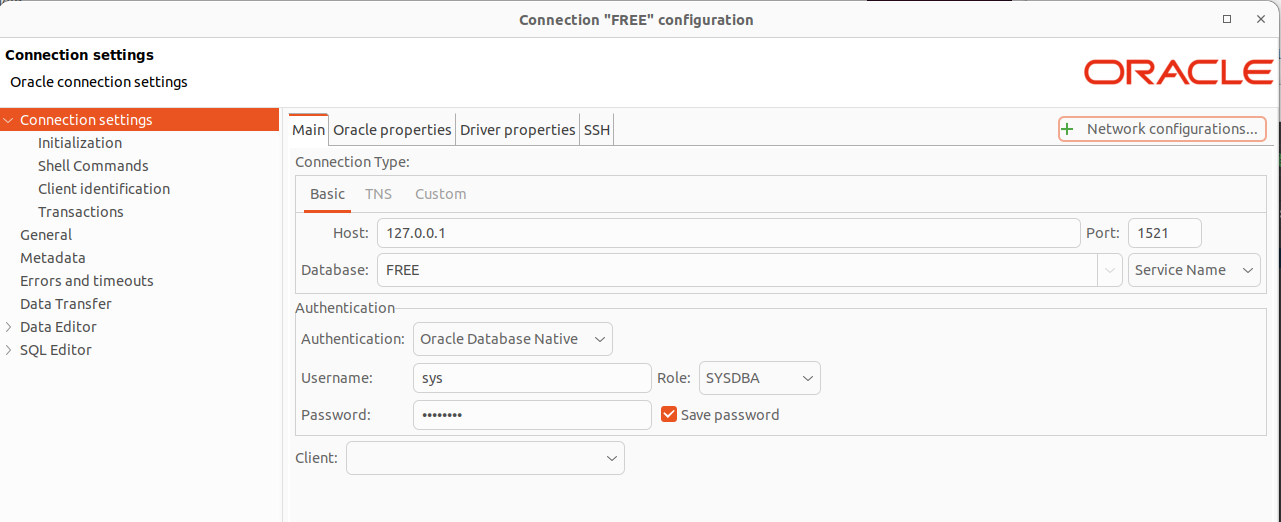 Connection "FREE" configuration
Connection settings
Oracle connection settings
ORACLE
Connection settings
Initialization
Shell Commands
Client identification
Transactions
General
Metadata
Errors and timeouts
Data Transfer
Data Editor
SQL Editor
Main Oracle properties Driver properties SSH
Network configurations...
Connection Type:
Basic TNS Custom
Host: 127.0.0.1 Port: 1521
Database: FREE Service Name
Authentication
Authentication: Oracle Database Native
Username: sys Role: SYSDBA
Password: •••••••• Save password
Client: